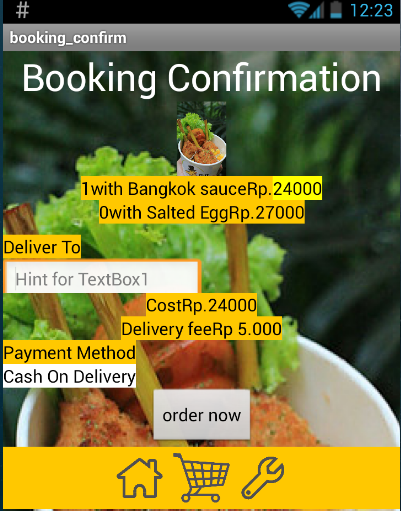 # 12:23
booking_confirm
Booking Confirmation
1with Bangkok sauceRp.24000
0with Salted EggRp.27000
Deliver To
Hint for TextBox1
CostRp.24000
Delivery feeRp 5.000
Payment Method
Cash On Delivery
order now